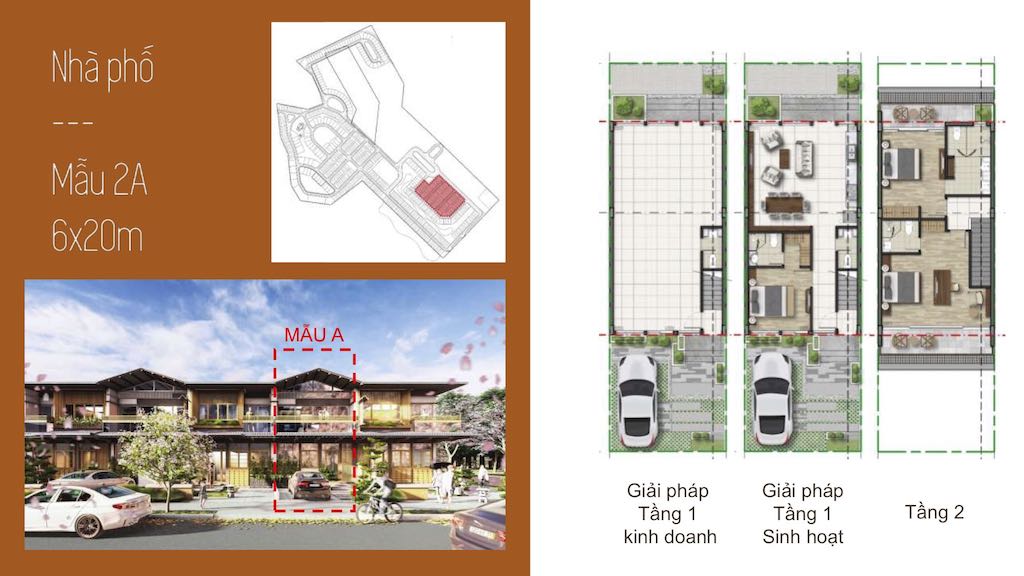 Nhà phố
---
Mẫu 2A
6x20m
MẪU A
Giải pháp
Tầng 1
kinh doanh
Giải pháp
Tầng 1
Sinh hoạt
Tầng 2